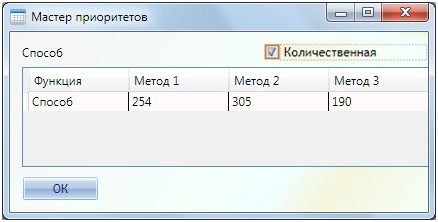 Мастер приоритетов
Способ Количественная
Функция Метод 1 Метод 2 Метод 3
Способ 254 305 190
ОК